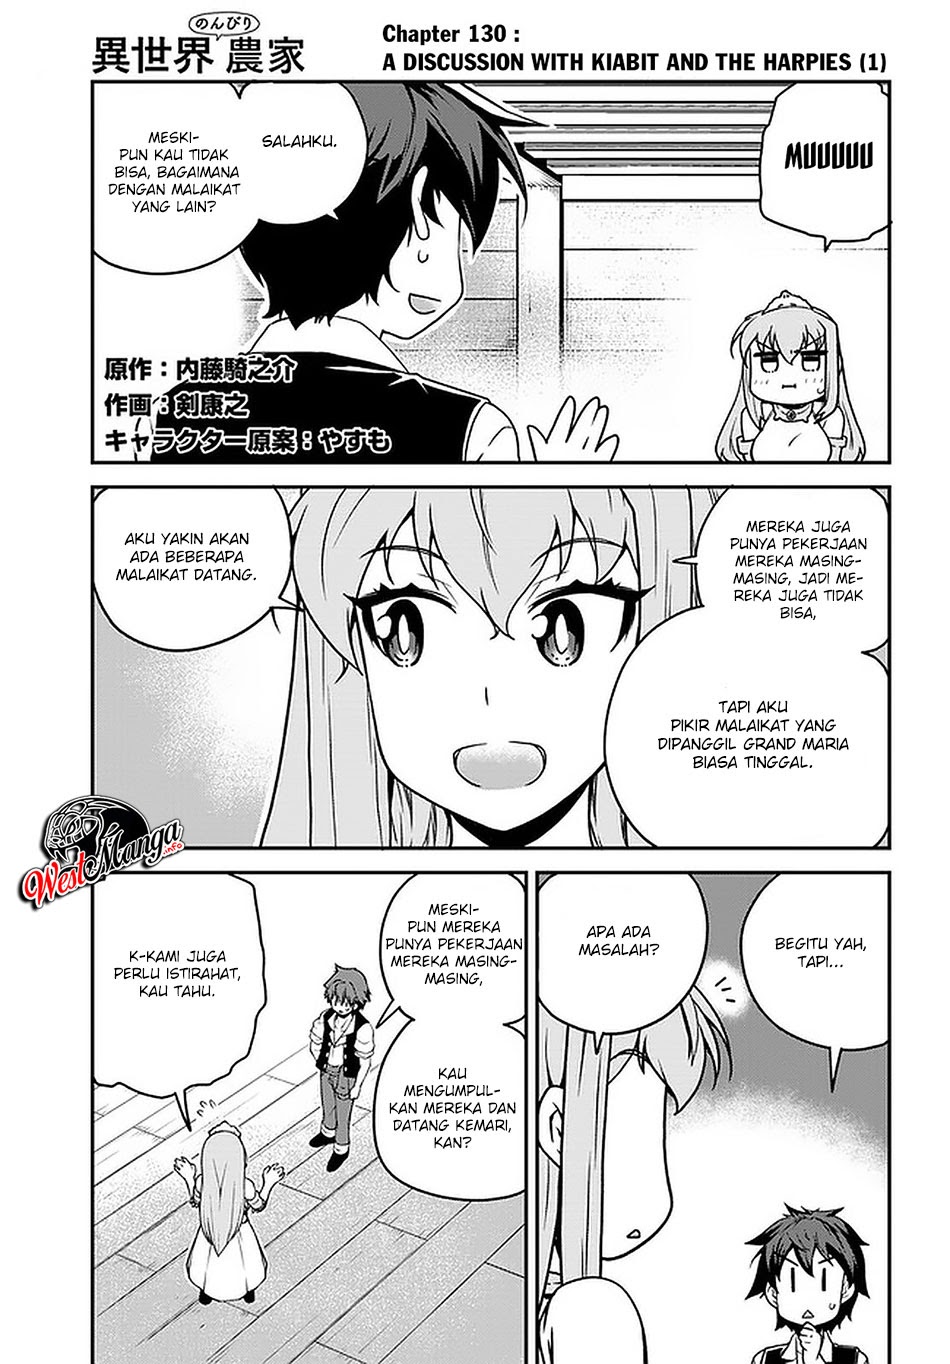 異世界
のんびり
農家
Chapter 130 :
A DISCUSSION WITH KIABIT AND THE HARPIES (1)
MUUUUU
SALAHKU.
MESKI-
PUN KAU TIDAK
BISA, BAGAIMANA
DENGAN MALAIKAT
YANG LAIN?
原作：内藤騎之介
作画：剣康之
キャラクター原案：やすも
MEREKA JUGA
PUNYA PEKERJAAN
MEREKA MASING-
MASING, JADI ME-
REKA JUGA TIDAK
BISA,
TAPI AKU
PIKIR MALAIKAT YANG
DIPANGGIL GRAND MARIA
BIASA TINGGAL.
AKU YAKIN AKAN
ADA BEBERAPA
MALAIKAT DATANG.
WestManga
.info
BEGITU YAH,
TAPI...
APA ADA
MASALAH?
MESKI-
PUN MEREKA
PUNYA PEKERJAAN
MEREKA MASING-
MASING,
KAU
MENGUMPUL-
KAN MEREKA DAN
DATANG KEMARI,
KAN?
K-KAMI JUGA
PERLU ISTIRAHAT,
KAU TAHU.